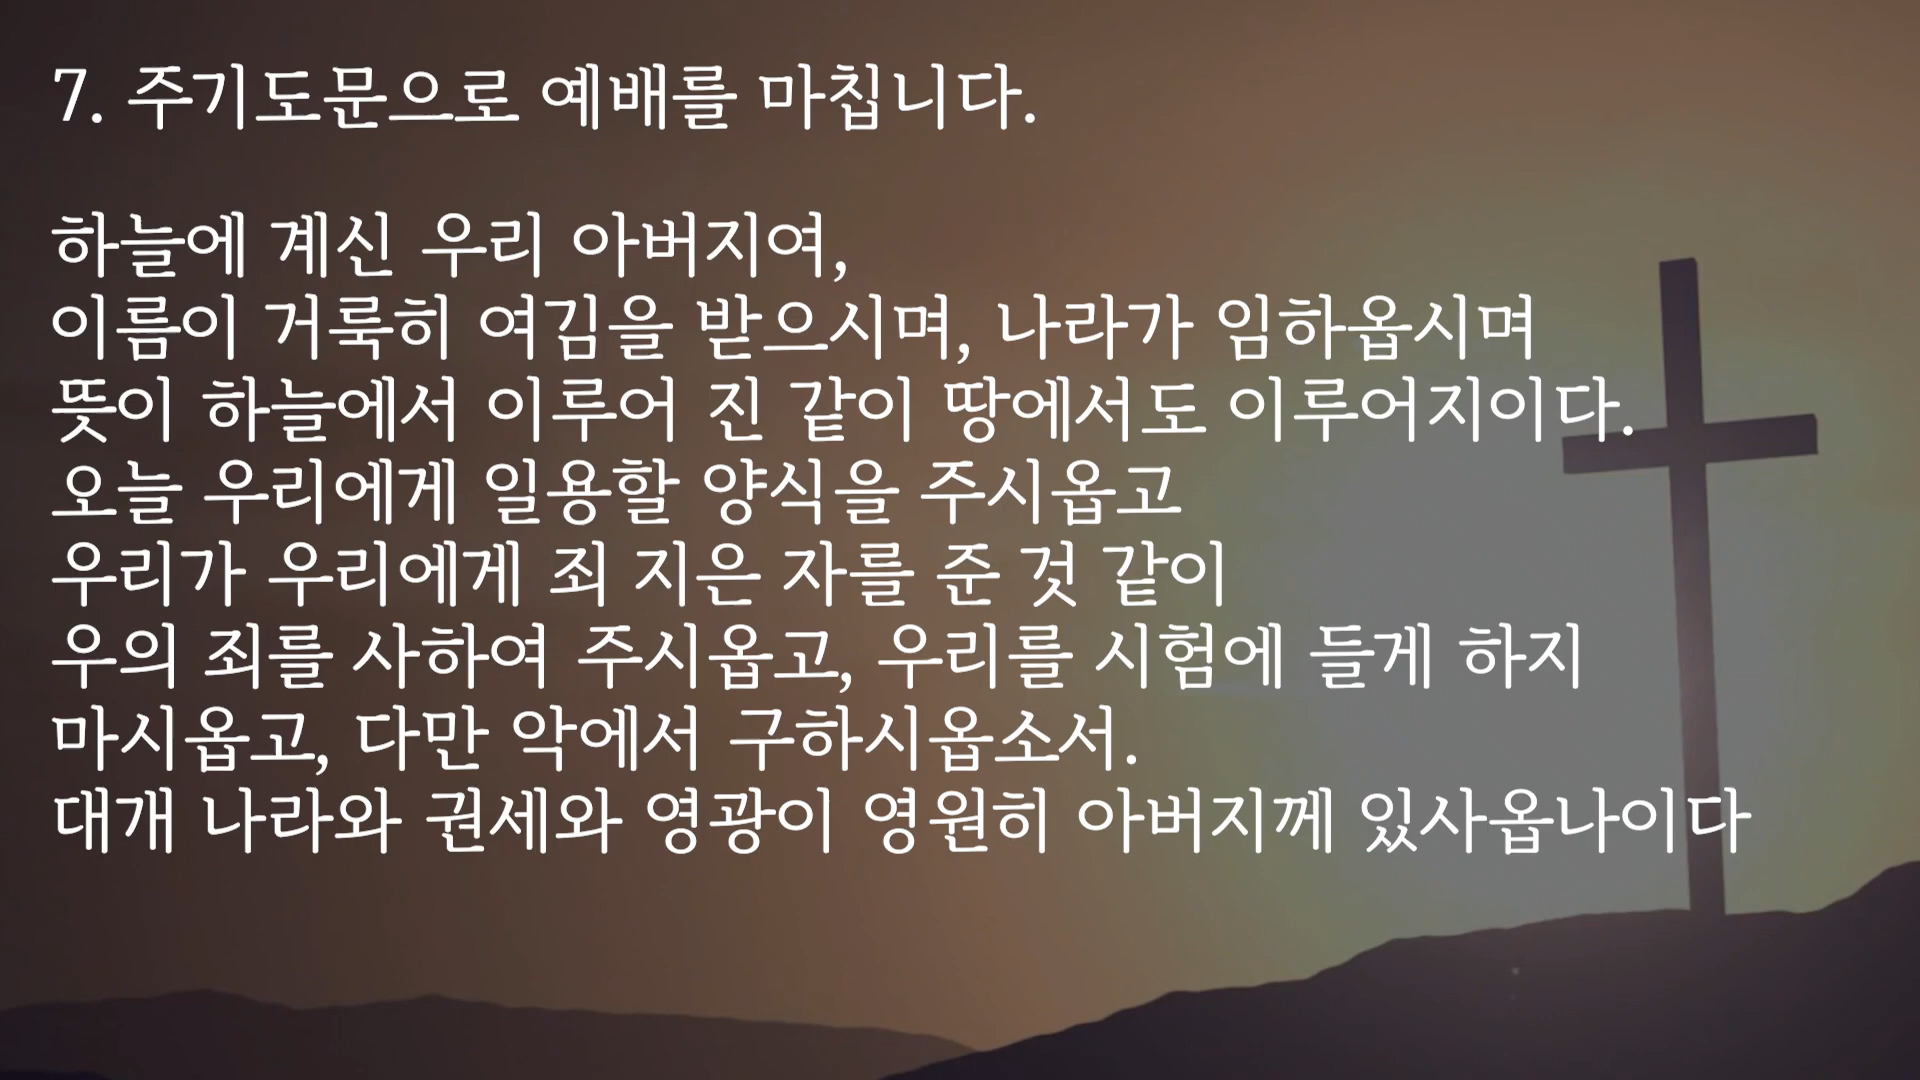 7. 주기도문으로 예배를 마칩니다.
하늘에 계신 우리 아버지여,
이름이 거룩히 여김을 받으시며, 나라가 임하옵시며
뜻이 하늘에서 이루어 진 같이 땅에서도 이루어지이다.
오늘 우리에게 일용할 양식을 주시옵고
우리가 우리에게 죄 지은 자를 준 것 같이
우의 죄를 사하여 주시옵고, 우리를 시험에 들게 하지
마시옵고, 다만 악에서 구하시옵소서.
대개 나라와 권세와 영광이 영원히 아버지께 있사옵나이다